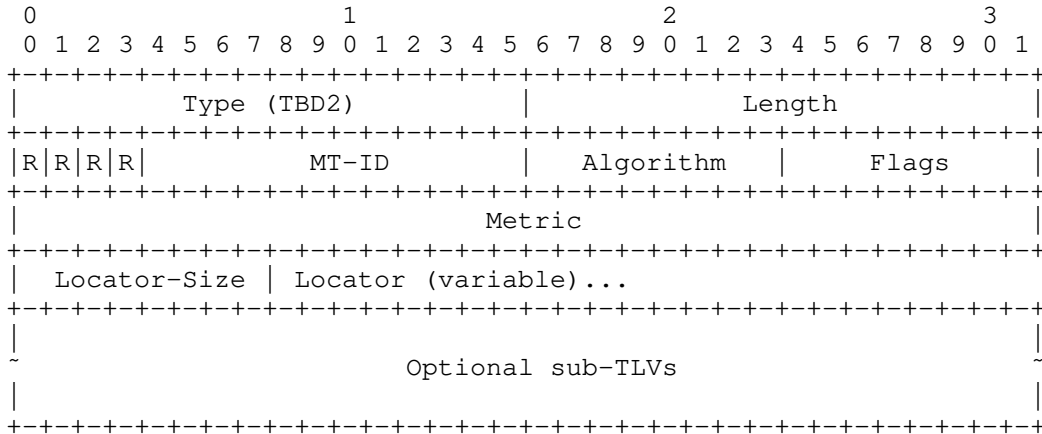 0                   1                   2                   3
 0 1 2 3 4 5 6 7 8 9 0 1 2 3 4 5 6 7 8 9 0 1 2 3 4 5 6 7 8 9 0 1
+-+-+-+-+-+-+-+-+-+-+-+-+-+-+-+-+-+-+-+-+-+-+-+-+-+-+-+-+-+-+-+-+
|          Type (TBD2)          |             Length            |
+-+-+-+-+-+-+-+-+-+-+-+-+-+-+-+-+-+-+-+-+-+-+-+-+-+-+-+-+-+-+-+-+
|R|R|R|R|          MT-ID        |   Algorithm   |     Flags     |
+-+-+-+-+-+-+-+-+-+-+-+-+-+-+-+-+-+-+-+-+-+-+-+-+-+-+-+-+-+-+-+-+
|                            Metric                             |
+-+-+-+-+-+-+-+-+-+-+-+-+-+-+-+-+-+-+-+-+-+-+-+-+-+-+-+-+-+-+-+-+
|  Locator-Size | Locator (variable)...
+-+-+-+-+-+-+-+-+-+-+-+-+-+-+-+-+-+-+-+-+-+-+-+-+-+-+-+-+-+-+-+-+
|                                                               |
~                       Optional sub-TLVs                       ~
|                                                               |
+-+-+-+-+-+-+-+-+-+-+-+-+-+-+-+-+-+-+-+-+-+-+-+-+-+-+-+-+-+-+-+-+